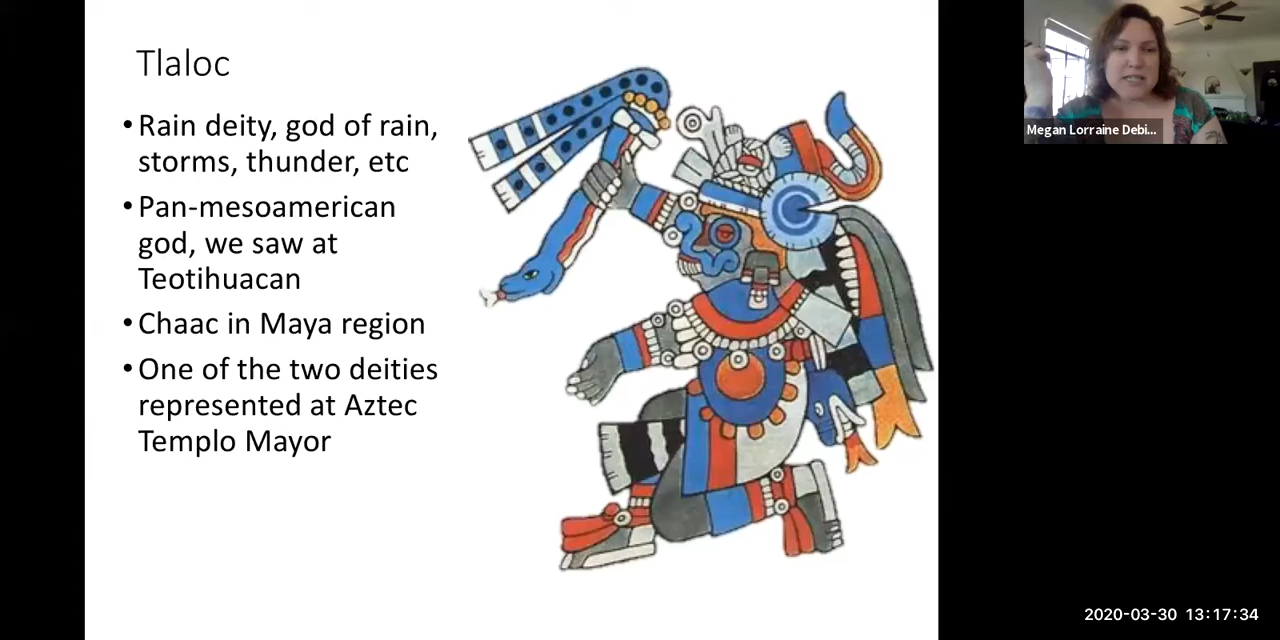 Tlaloc
• Rain deity, god of rain,
storms, thunder, etc
• Pan-mesoamerican
god, we saw at
Teotihuacan
• Chaac in Maya region
• One of the two deities
represented at Aztec
Templo Mayor
Megan Lorraine Debi...
2020-03-30 13:17:34